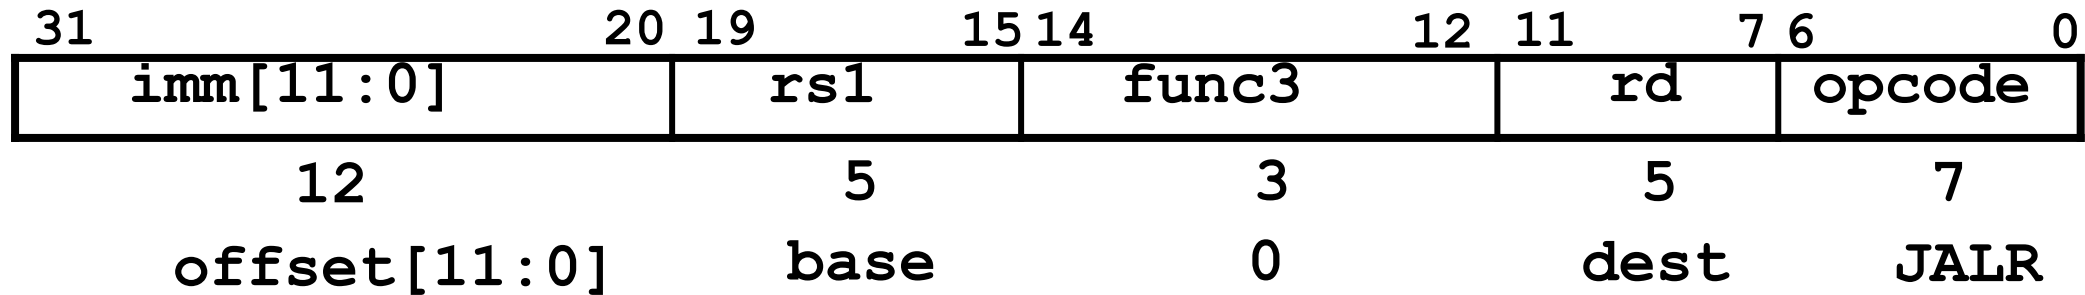 31 20 19 15 14 12 11 7 6 0
imm[11:0] rs1 func3 rd opcode
12 5 3 5 7
offset[11:0] base 0 dest JALR